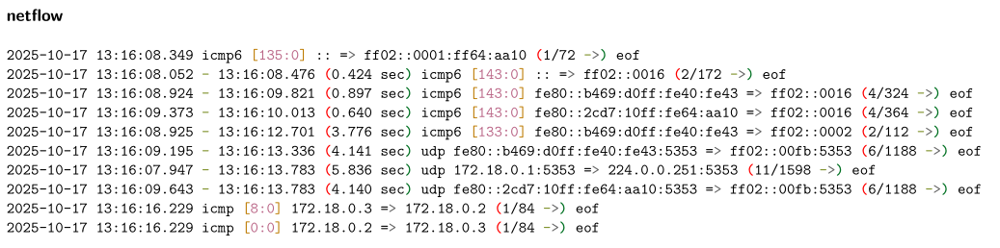 netflow
2025-10-17 13:16:08.349 icmp6 [135:0] :: => ff02::0001:ff64:aa10 (1/72 ->) eof
2025-10-17 13:16:08.052 - 13:16:08.476 (0.424 sec) icmp6 [143:0] :: => ff02::0016 (2/172 ->) eof
2025-10-17 13:16:08.924 - 13:16:09.821 (0.897 sec) icmp6 [143:0] fe80::b469:d0ff:fe40:fe43 => ff02::0016 (4/324 ->) eof
2025-10-17 13:16:09.373 - 13:16:10.013 (0.640 sec) icmp6 [143:0] fe80::2cd7:10ff:fe64:aa10 => ff02::0016 (4/364 ->) eof
2025-10-17 13:16:08.925 - 13:16:12.701 (3.776 sec) icmp6 [133:0] fe80::b469:d0ff:fe40:fe43 => ff02::0002 (2/112 ->) eof
2025-10-17 13:16:09.195 - 13:16:13.336 (4.141 sec) udp fe80::b469:d0ff:fe40:fe43:5353 => ff02::00fb:5353 (6/1188 ->) eof
2025-10-17 13:16:07.947 - 13:16:13.783 (5.836 sec) udp 172.18.0.1:5353 => 224.0.0.251:5353 (11/1598 ->) eof
2025-10-17 13:16:09.643 - 13:16:13.783 (4.140 sec) udp fe80::2cd7:10ff:fe64:aa10:5353 => ff02::00fb:5353 (6/1188 ->) eof
2025-10-17 13:16:16.229 icmp [8:0] 172.18.0.3 => 172.18.0.2 (1/84 ->) eof
2025-10-17 13:16:16.229 icmp [0:0] 172.18.0.2 => 172.18.0.3 (1/84 ->) eof